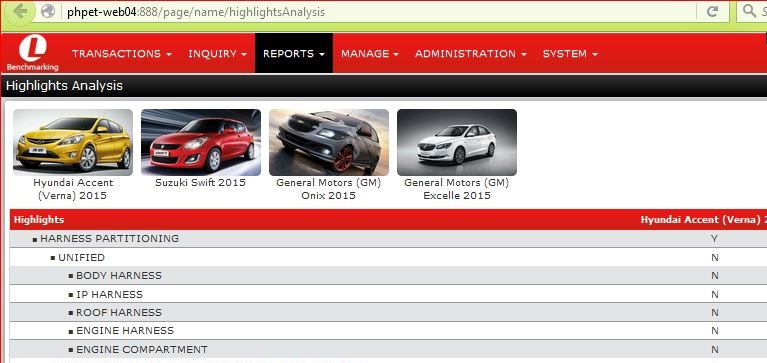 phpet-web04:888/page/name/highlightsAnalysis
S
L
Benchmarking
TRANSACTIONS INQUIRY REPORTS MANAGE ADMINISTRATION SYSTEM
Highlights Analysis
Hyundai Accent
(Verna) 2015
Suzuki Swift 2015
General Motors (GM)
Onix 2015
General Motors (GM)
Excelle 2015
Highlights Hyundai Accent (Verna) 2
HARNESS PARTITIONING Y
UNIFIED N
BODY HARNESS N
IP HARNESS N
ROOF HARNESS N
ENGINE HARNESS N
ENGINE COMPARTMENT N